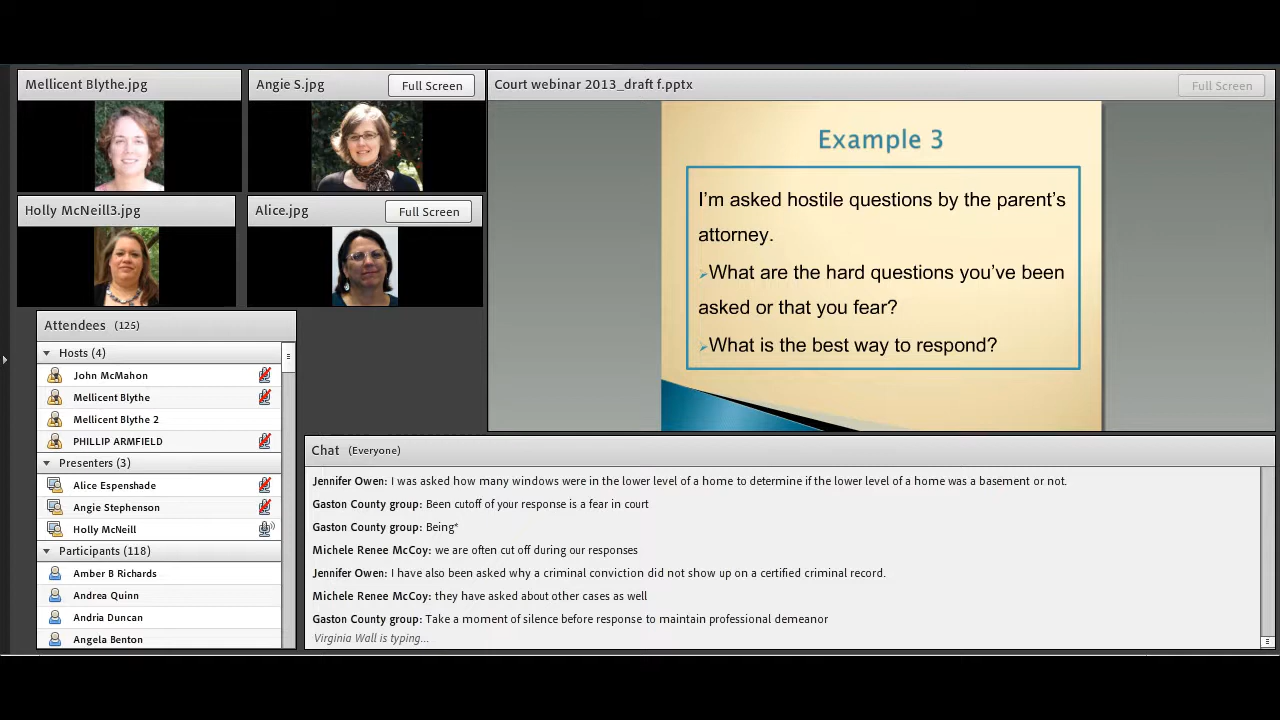 Mellicent Blythe.jpg
Angie S.jpg
Full Screen
Holly McNeill3.jpg
Alice.jpg
Full Screen
Attendees (125)
Hosts (4)
John McMahon
Mellicent Blythe
Mellicent Blythe 2
PHILLIP ARMFIELD
Presenters (3)
Alice Espenshade
Angie Stephenson
Holly McNeill
Participants (118)
Amber B Richards
Andrea Quinn
Andria Duncan
Angela Benton
Court webinar 2013_draft f.pptx
Full Screen
Example 3
I'm asked hostile questions by the parent's
attorney.
➢What are the hard questions you've been
asked or that you fear?
➢What is the best way to respond?
Chat (Everyone)
Jennifer Owen: I was asked how many windows were in the lower level of a home to determine if the lower level of a home was a basement or not.
Gaston County group: Been cutoff of your response is a fear in court
Gaston County group: Being*
Michele Renee McCoy: we are often cut off during our responses
Jennifer Owen: I have also been asked why a criminal conviction did not show up on a certified criminal record.
Michele Renee McCoy: they have asked about other cases as well
Gaston County group: Take a moment of silence before response to maintain professional demeanor
Virginia Wall is typing...